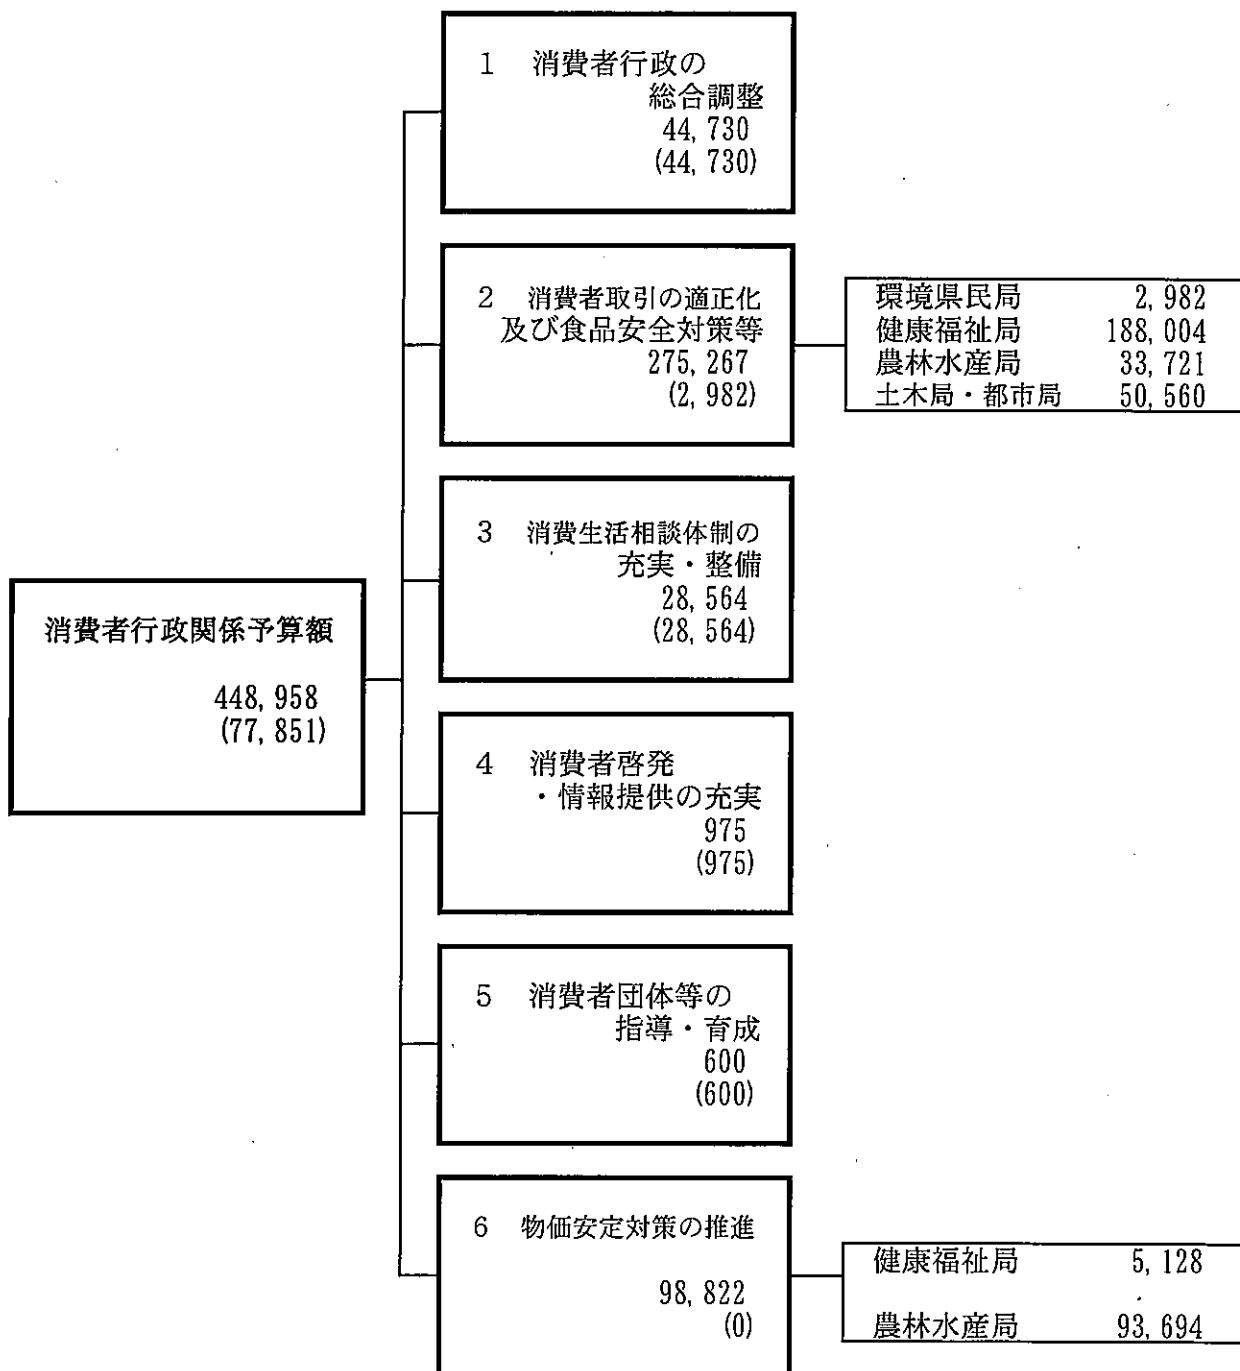 消費者行政関係予算額
448,958
(77,851)
1 消費者行政の
総合調整
44,730
(44,730)
2 消費者取引の適正化
及び食品安全対策等
275,267
(2,982)
環境県民局 2,982
健康福祉局 188,004
農林水産局 33,721
土木局・都市局 50,560
3 消費生活相談体制の
充実・整備
28,564
(28,564)
4 消費者啓発
・情報提供の充実
975
(975)
5 消費者団体等の
指導・育成
600
(600)
6 物価安定対策の推進
98,822
(0)
健康福祉局 5,128
農林水産局 93,694